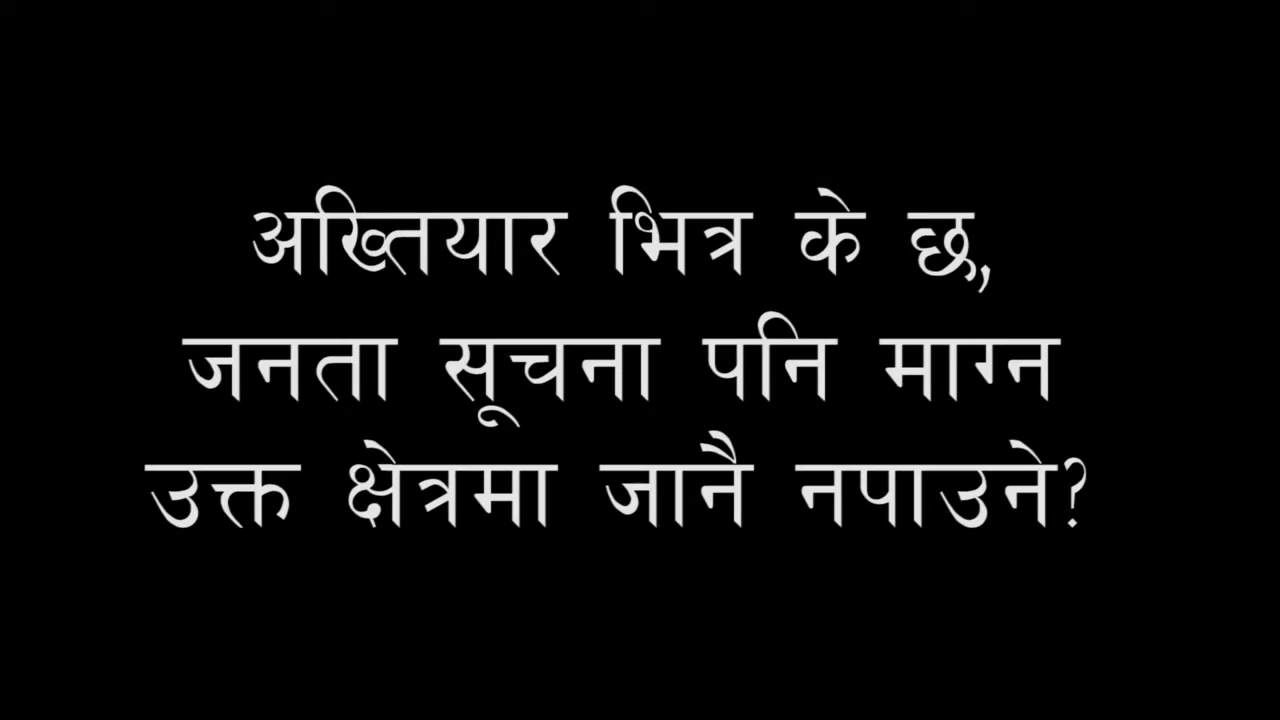 अख्तियार भित्र के छ,
जनता सूचना पनि माग्न
उक्त क्षेत्रमा जानै नपाउने?